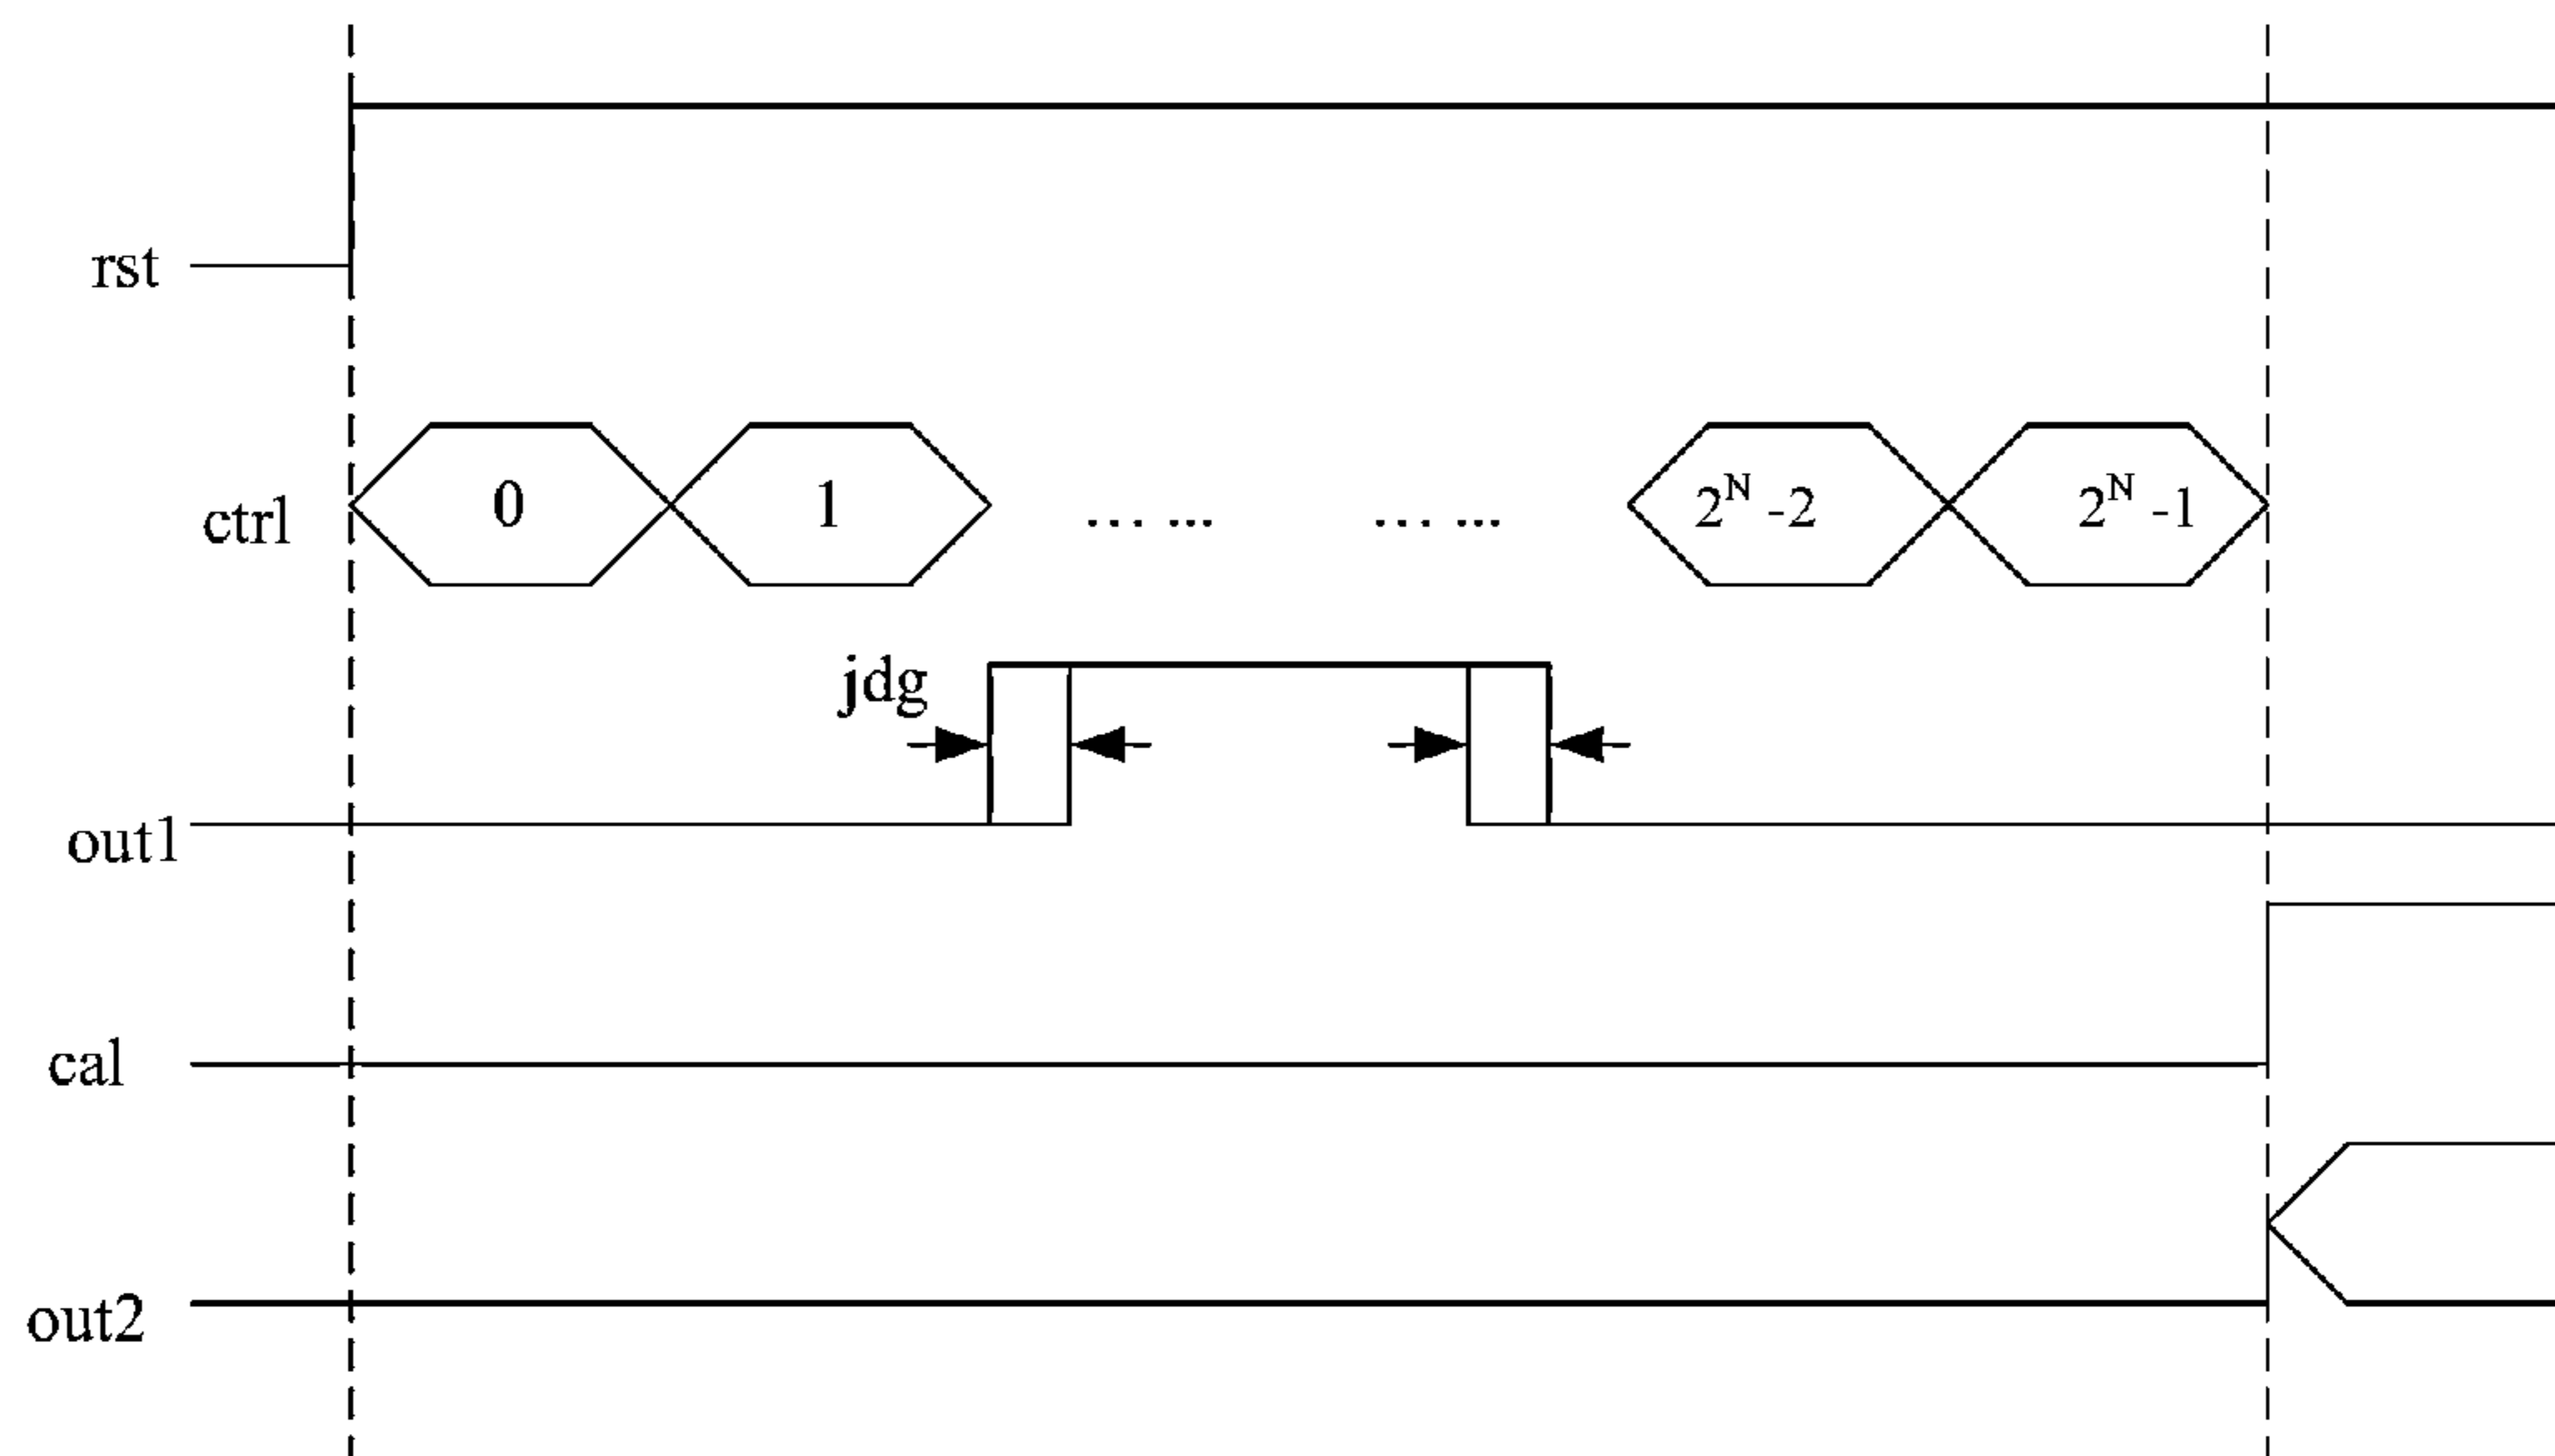 rst
ctrl 0 1 ... ... ... ... 2^N -2 2^N -1
jdg
out1
cal
out2